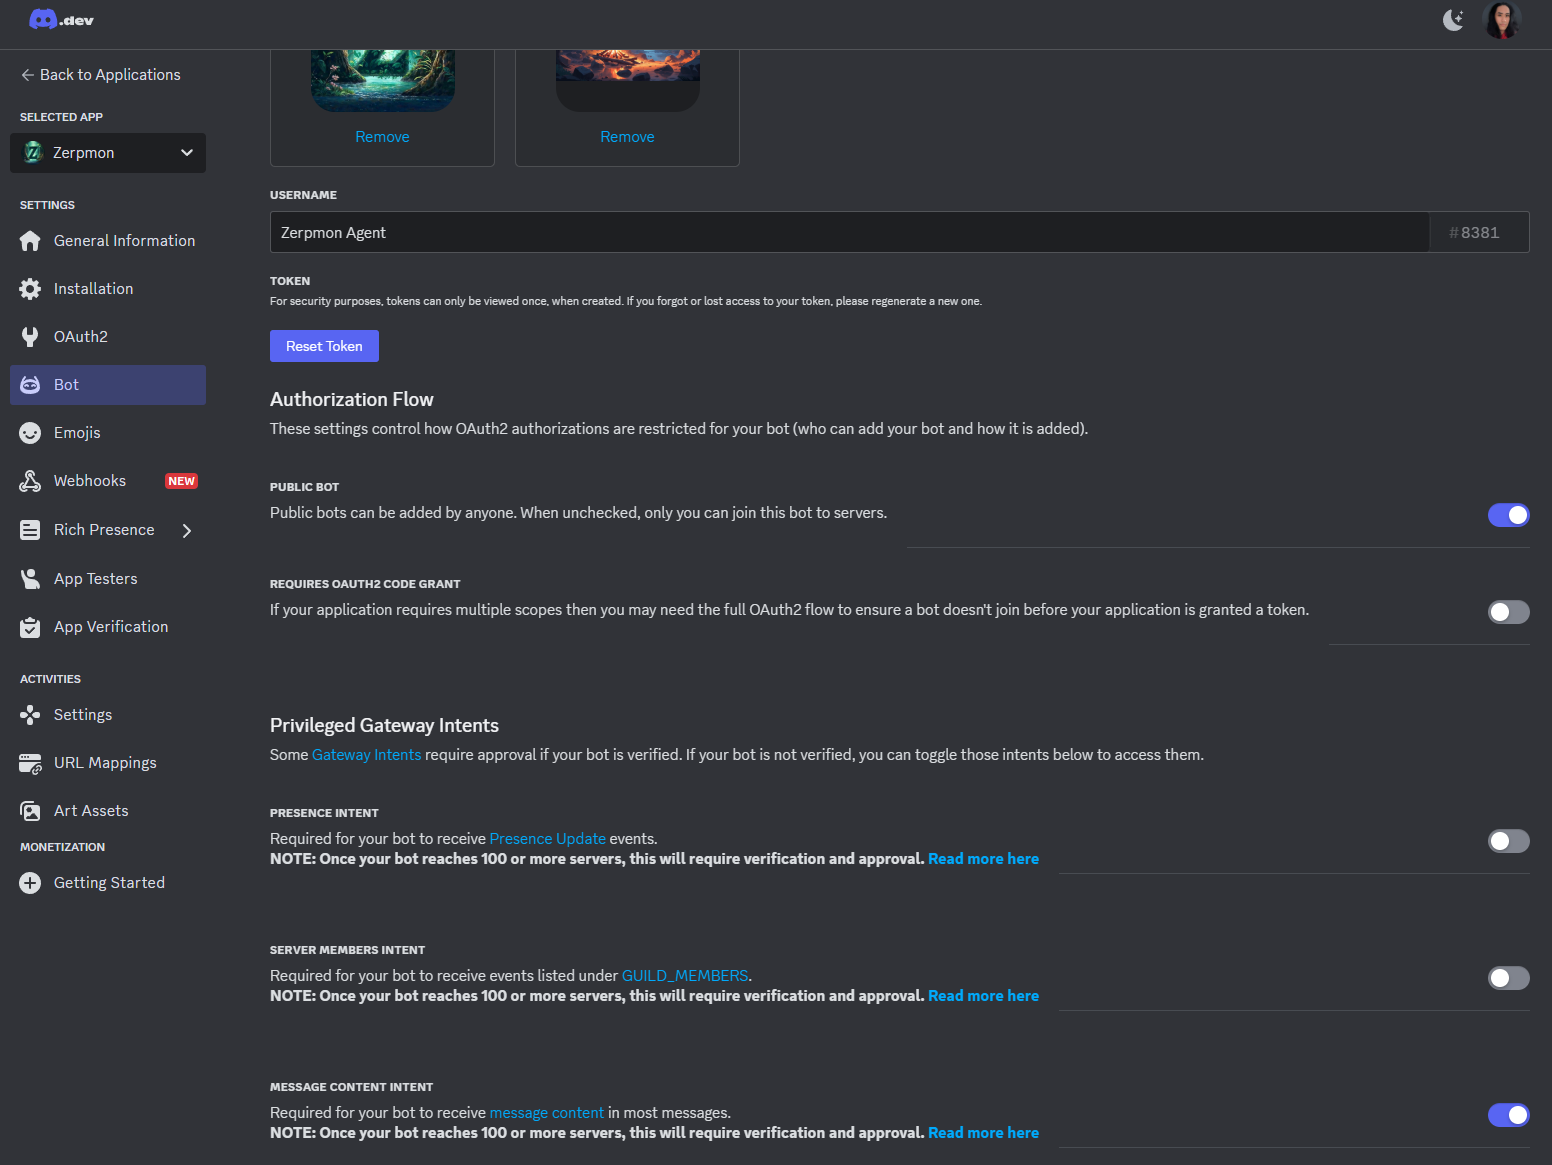 .dev
Back to Applications
SELECTED APP
Zerpmon
SETTINGS
General Information
Installation
OAuth2
Bot
Emojis
Webhooks NEW
Rich Presence
App Testers
App Verification
ACTIVITIES
Settings
URL Mappings
Art Assets
MONETIZATION
Getting Started
Remove Remove
USERNAME
Zerpmon Agent #8381
TOKEN
For security purposes, tokens can only be viewed once, when created. If you forgot or lost access to your token, please regenerate a new one.
Reset Token
Authorization Flow
These settings control how OAuth2 authorizations are restricted for your bot (who can add your bot and how it is added).
PUBLIC BOT
Public bots can be added by anyone. When unchecked, only you can join this bot to servers.
REQUIRES OAUTH2 CODE GRANT
If your application requires multiple scopes then you may need the full OAuth2 flow to ensure a bot doesn't join before your application is granted a token.
Privileged Gateway Intents
Some Gateway Intents require approval if your bot is verified. If your bot is not verified, you can toggle those intents below to access them.
PRESENCE INTENT
Required for your bot to receive Presence Update events.
NOTE: Once your bot reaches 100 or more servers, this will require verification and approval. Read more here
SERVER MEMBERS INTENT
Required for your bot to receive events listed under GUILD_MEMBERS.
NOTE: Once your bot reaches 100 or more servers, this will require verification and approval. Read more here
MESSAGE CONTENT INTENT
Required for your bot to receive message content in most messages.
NOTE: Once your bot reaches 100 or more servers, this will require verification and approval. Read more here